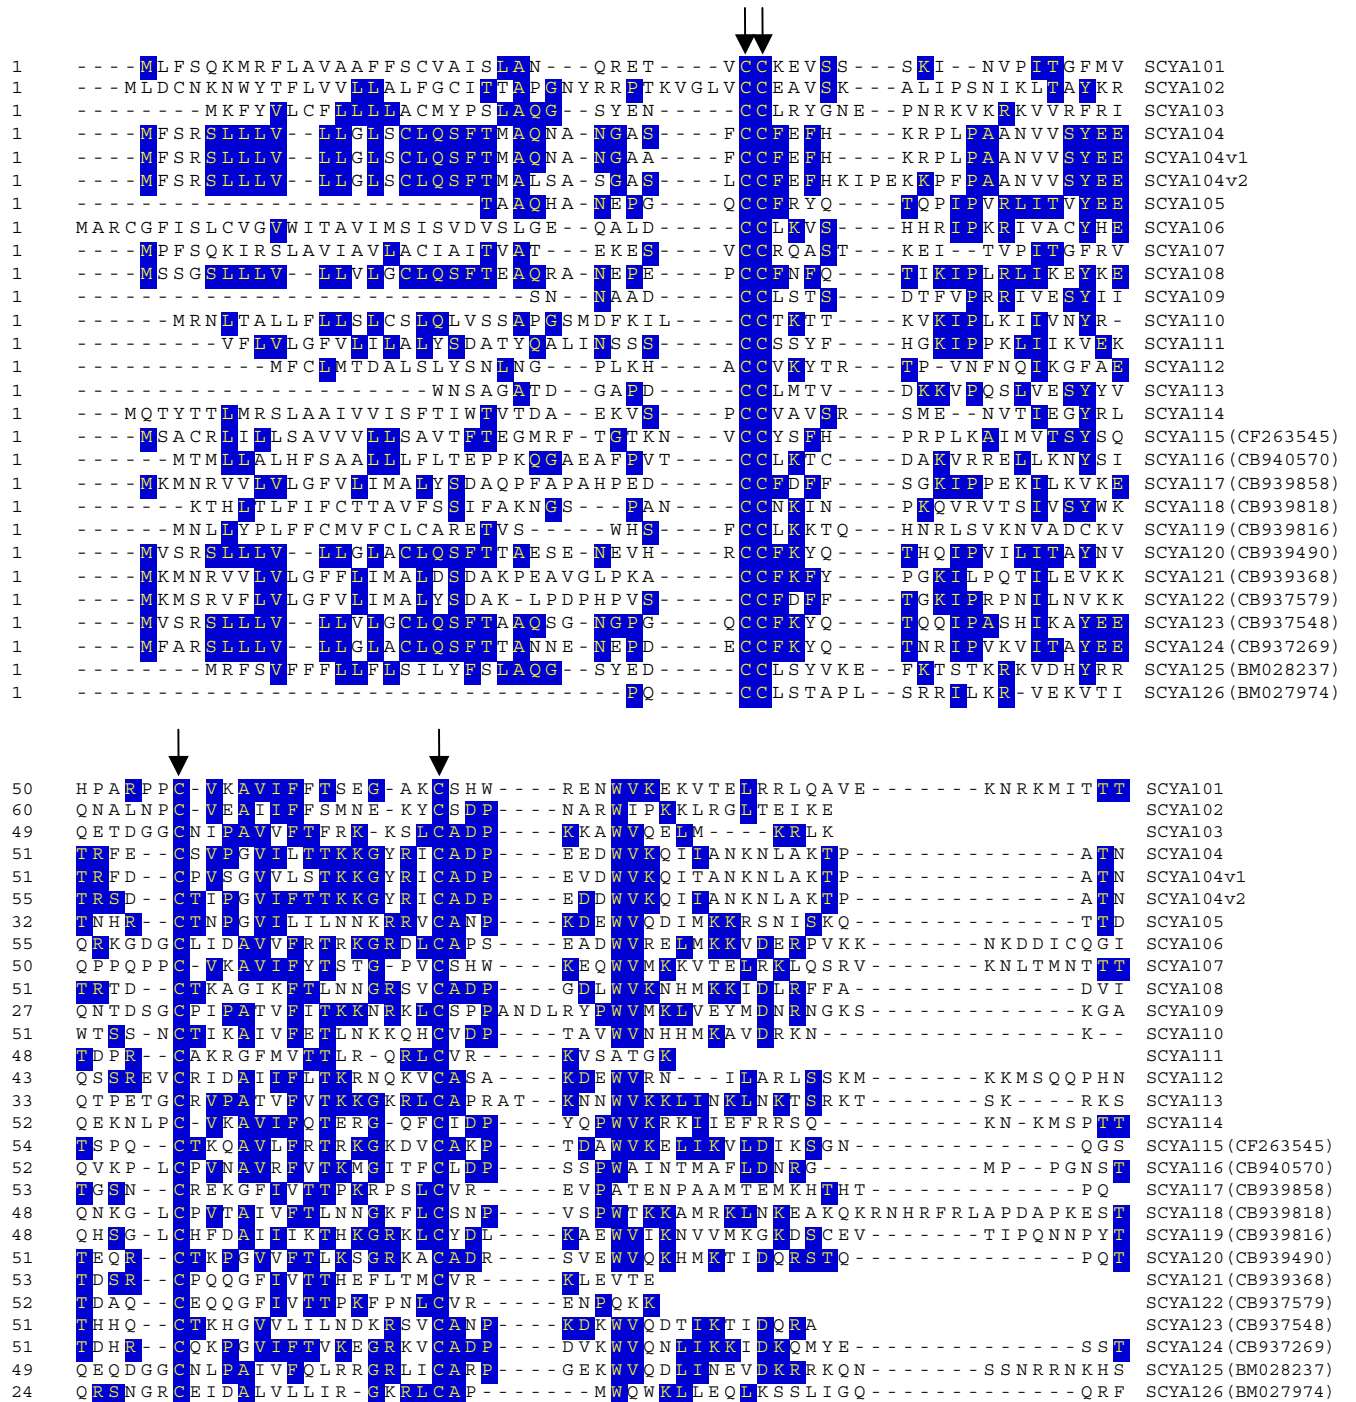 1 ----MLFSQKMRFLAVAAFFSCVAISLAN---QRET----VCCKEVSS---SKI--NVPITGFMV SCYA101
1 ---MLDCNKNWYTFLVVLLALFGCITTAPGNYRRPTKVGLVCCEAVSK---ALIPSNIKLTAYKR SCYA102
1 --------MKFYVLCFLLLLACMYPSLAQG--SYEN-----CCLRYGNE--PNRKVKRKVVRFRI SCYA103
1 ----MFSRSLLLV--LLGLSCLQSFTMAQNA-NGAS----FCCFEFH----KRPLPAANVVSYEE SCYA104
1 ----MFSRSLLLV--LLGLSCLQSFTMAQNA-NGAA----FCCFEFH----KRPLPAANVVSYEE SCYA104v1
1 ----MFSRSLLLV--LLGLSCLQSFTMALSA-SGAS----LCCFEFHKIPEKKPFPAANVVSYEE SCYA104v2
1 -------------------------TAAQHA-NEPG----QCCFRYQ----TQPIPVRLITVYEE SCYA105
1 MARCGFISLCVGVWITAVIMSISVDVSLGE--QALD-----CCLKVS----HHRIPKRIVACYHE SCYA106
1 ----MPFSQKIRSLAVIAVLACIAITVAT---EKES----VCCRQAST---KEI--TVPITGFRV SCYA107
1 ----MSSGSLLLV--LLVLGCLQSFTEAQRA-NEPE----PCCFNFQ----TIKIPLRLIKEYKE SCYA108
1 ----------------------------SN--NAAD-----CCLSTS----DTFVPRRIVESYII SCYA109
1 ------MRNLTALLFLLSLCSLQLVSSAPGSMDFKIL----CCTKTT----KVKIPLKIIVNYR- SCYA110
1 ---------VFLVLGFVLILALYSDATYQALINSSS-----CCSSYF----HGKIPPKLIIKVEK SCYA111
1 ------------MFCLMTDALSLYSNLNG---PLKH----ACCVKYTR---TP-VNFNQIKGFAE SCYA112
1 ----------------------WNSAGATD--GAPD-----CCLMTV----DKKVPQSLVESYYV SCYA113
1 ---MQTYTTLMRSLAAIVVISFTIWTVTDA--EKVS----PCCVAVSR---SME--NVTIEGYRL SCYA114
1 ----MSACRLILLSAVVVLLSAVTFTEGMRF-TGTKN---VCCYSFH----PRPLKAIMVTSYSQ SCYA115(CF263545)
1 ------MTMLLALHFSAALLLFLTEPPKQGAEAFPVT----CCLKTC----DAKVRRELLKNYSI SCYA116(CB940570)
1 ----MKMNRVVLVLGFVLIMALYSDAQPFAPAHPED-----CCFDFF----SGKIPPEKILKVKE SCYA117(CB939858)
1 -------KTHLTLFIFCTTAVFSSIFAKNGS---PAN----CCNKIN----PKQVRVTSIVSYWK SCYA118(CB939818)
1 ------MNLLYPLFFCMVFCLCARETVS-----WHS----FCCLKKTQ---HNRLSVKNVADCKV SCYA119(CB939816)
1 ----MVSRSLLLV--LLGLACLQSFTTAESE-NEVH----RCCFKYQ----THQIPVILITAYNV SCYA120(CB939490)
1 ----MKMNRVVLVLGFFLIMALDSDAKPEAVGLPKA-----CCFKFY----PGKILPQTILEVKK SCYA121(CB939368)
1 ----MKMSRVFLVLGFVLIMALYSDAK-LPDPHPVS-----CCFDFF----TGKIPRPNILNVKK SCYA122(CB937579)
1 ----MVSRSLLLV--LLVLGCLQSFTAAQSG-NGPG----QCCFKYQ----TQQIPASHIKAYEE SCYA123(CB937548)
1 ----MFARSLLLV--LLGLACLQSFTTANNE-NEPD----ECCFKYQ----TNRIPVKVITAYEE SCYA124(CB937269)
1 --------MRFSVFFFLLFLSILYFSLAQG--SYED-----CCLSYVKE--FKTSTKRKVDHYRR SCYA125(BM028237)
1 ----------------------------------PQ-----CCLSTAPL---SRRILKR-VEKVTI SCYA126(BM027974)
50 HPARPPC-VKAVIFFTSEG-AKCSHW----RENWVKEKVTELRRLQAVE-------KNRKMITTTT SCYA101
60 QNALNPC-VEAIIFFSMNE-KYCSDP----NARWIPKKLRGLTEIKE SCYA102
49 QETDGGCNIPAVVFTFRK-KSLCADP----KKAWVQELM----KRLK SCYA103
51 TRFE--CSVPGVILTTKKGYRICADP----EEDWVKQIIANKNLAKTP--------------ATN SCYA104
51 TRFD--CPVSGVVLSTKKGYRICADP----EVDWVKQITANKNLAKTP--------------ATN SCYA104v1
55 TRSD--CTIPGVIFTTKKGYRICADP----EDDWVKQIIANKNLAKTP--------------ATN SCYA104v2
32 TNHR--CTNPGVILILNNKRRVCANP----KDEWVQDIMKKRSNISKQ--------------TTD SCYA105
55 QRKGDGCLIDAVVFRTRKGRDLCAPS----EADWVRELMKKVDERPVKK---------NKDDICQGI SCYA106
50 QPPQPPC-VKAVIFYTSTG-PVCSHW----KEQWVMKKVTELRKLQSRV--------KNLTMNTTT SCYA107
51 TRTD--CTKAGIKFTLNNGRSVCADP----GDLWVKNHMKKIDLRFFA--------------DVI SCYA108
27 QNTDSGCPIPATVFITKKNRKLCSPPANDLRYPWVMKLVEYMDNRNGKS-------------KGA SCYA109
51 WTSS-NCTIKAIVFETLNKKQHCVDP----TAVWVNHHMKAVDRKN----------------K-- SCYA110
48 TDPR--CAKRGFMVTTLR-QRLCVR-----KVSATGK SCYA111
43 QSSREVCRIDAIIFLTKRNQKVCASA----KDEWVRN---ILARLSSKM-------KKMSQQPHN SCYA112
33 QTPETGCRVPATVFVTKKGKRLCAPRAT--KNNWVKKLINKLNKTSRKT-------SK----RKS SCYA113
52 QEKNLPC-VKAVIFQTERG-QFCIDP----YQPWVKRKIIEFRRSQ----------KN-KMSPTT SCYA114
54 TSPQ--CTKQAVLFRTRKGKDVCAKP----TDAWVKELIKVLDIKSGN--------------QGS SCYA115(CF263545)
52 QVKP-LCPVNAVRFVTKMGITFCLDP----SSPWAINTMAFLDNRG----------MP--PGNST SCYA116(CB940570)
53 TGSN--CREKGFIVTTPKRPSLCVR-----EVPATENPAAMTEMKHTHT-------------PQ SCYA117(CB939858)
48 QNKG-LCPVTAIVFTLNNGKFLCSNP----VSPWTKKAMRKLNKEAKQKRNHRFRLAPDAPKEST SCYA118(CB939818)
48 QHSG-LCHFDAIIIKTHKGRKLCYDL----KAEWVIKNVVMKGKDSCEV-------TIPQNNPYT SCYA119(CB939816)
51 TEQR--CTKPGVVFTLKSGRKACADR----SVEWVQKHMKTIDQRSTQ--------------PQT SCYA120(CB939490)
53 TDSR--CPQQGFIVTTHEFLTMCVR-----KLEVTE SCYA121(CB939368)
52 TDAQ--CEQQGFIVTTPKFPNLCVR-----ENPQKK SCYA122(CB937579)
51 THHQ--CTKHGVVLILNDKRSVCANP----KDKWVQDTIKTIDQRA SCYA123(CB937548)
51 TDHR--CQKPGVIFTVKEGRKVCADP----DVKWVQNLIKKIDKQMYE--------------SST SCYA124(CB937269)
49 QEQDGGCNLPAIVFQLRRGRLICARP----GEKWVQDLINEVDKRRKQN------SSNRRNKHS SCYA125(BM028237)
24 QRSNGRCEIDALVLLIR-GKRLCAP-----MWQWKLLEQLKSSLIGQ-------------QRF SCYA126(BM027974)